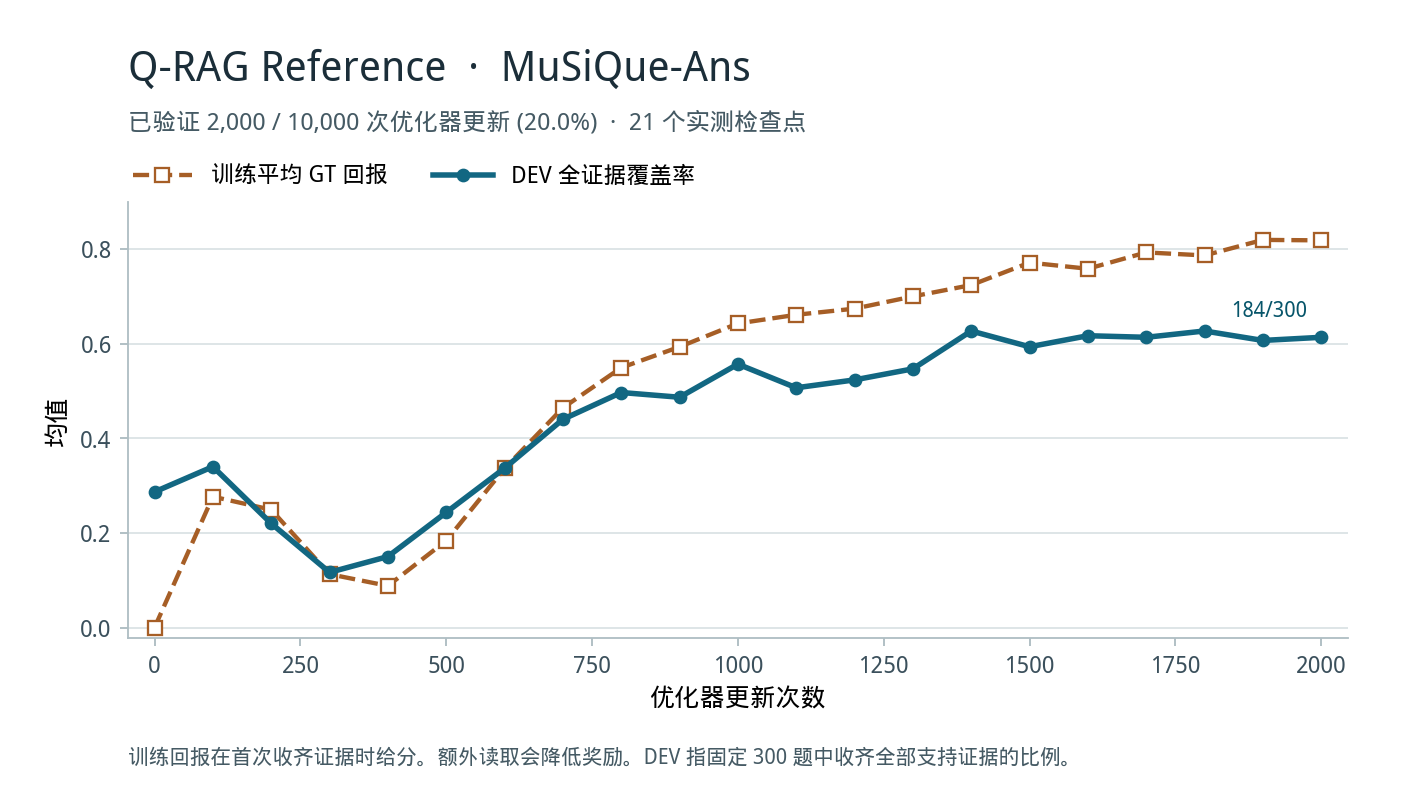 Q-RAG Reference · MuSiQue-Ans
已验证 2,000 / 10,000 次优化器更新 (20.0%) · 21 个实测检查点
训练平均 GT 回报
DEV 全证据覆盖率
0.8
0.6
0.4
0.2
0.0
均值
184/300
0 250 500 750 1000 1250 1500 1750 2000
优化器更新次数
训练回报在首次收齐证据时给分。额外读取会降低奖励。DEV 指固定 300 题中收齐全部支持证据的比例。